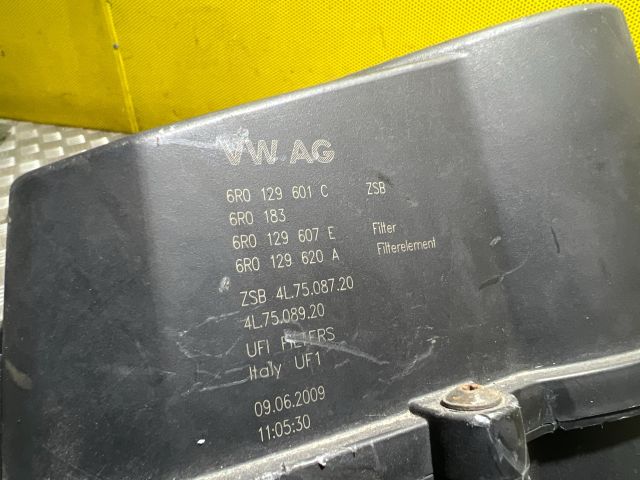 VW AG
6R0 129 601 C ZSB
6R0 183
6R0 129 607 E Filter
6R0 129 620 A Filterelement
ZSB 4L.75.087.20
4L.75.089.20
UFI FILTERS
Italy UF1
09.06.2009
11:05:30